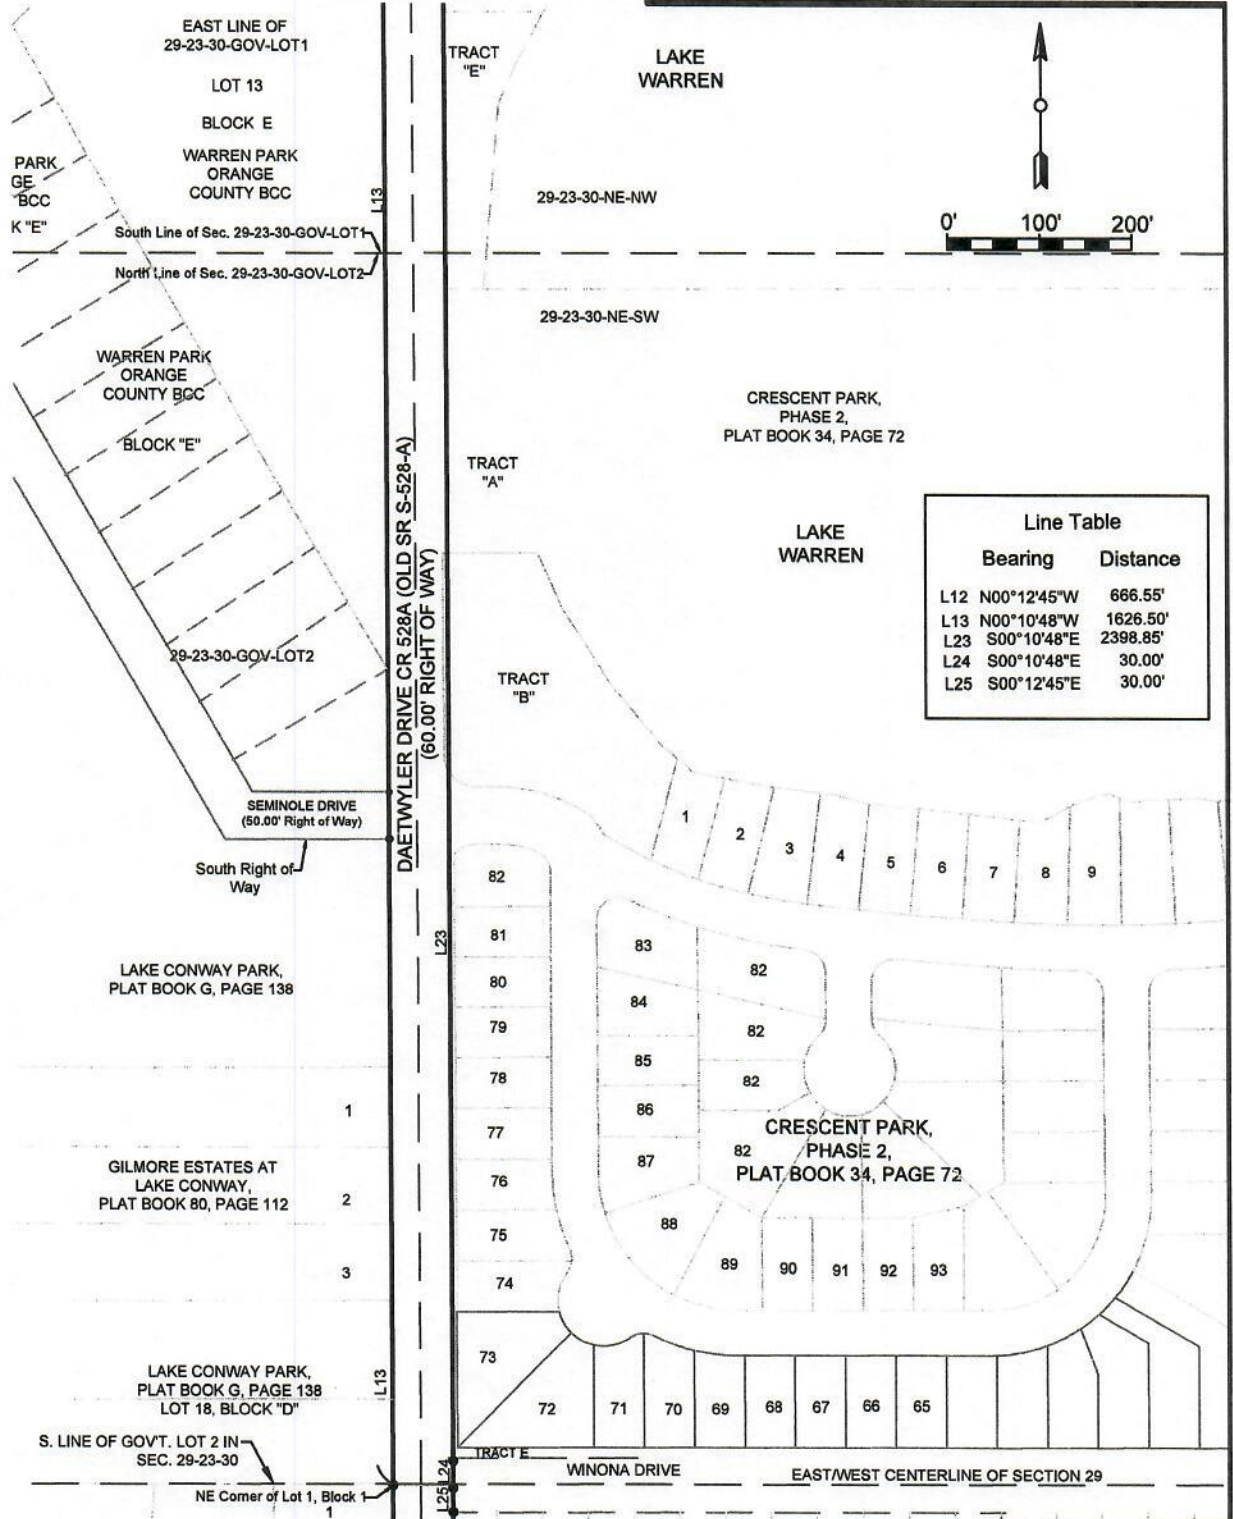 EAST LINE OF
29-23-30-GOV-LOT1
LOT 13
BLOCK E
WARREN PARK
ORANGE
COUNTY BCC
PARK
GE
BCC
K "E"
L13
South Line of Sec. 29-23-30-GOV-LOT1
North Line of Sec. 29-23-30-GOV-LOT2
TRACT
"E"
LAKE
WARREN
29-23-30-NE-NW
0' 100' 200'
29-23-30-NE-SW
WARREN PARK
ORANGE
COUNTY BCC
BLOCK "E"
CRESCENT PARK,
PHASE 2,
PLAT BOOK 34, PAGE 72
TRACT
"A"
LAKE
WARREN
Line Table
Bearing Distance
L12 N00°12'45"W 666.55'
L13 N00°10'48"W 1626.50'
L23 S00°10'48"E 2398.85'
L24 S00°10'48"E 30.00'
L25 S00°12'45"E 30.00'
DAETWYLER DRIVE CR 528A (OLD SR S-528-A)
(60.00' RIGHT OF WAY)
29-23-30-GOV-LOT2
TRACT
"B"
SEMINOLE DRIVE
(50.00' Right of Way)
South Right of
Way
1
2
3
4
5
6
7
8
9
82
81
80
79
78
77
76
75
74
73
L23
83
84
85
86
87
88
89
90
91
92
93
82
82
82
82
CRESCENT PARK,
PHASE 2,
PLAT BOOK 34, PAGE 72
LAKE CONWAY PARK,
PLAT BOOK G, PAGE 138
1
GILMORE ESTATES AT
LAKE CONWAY,
PLAT BOOK 80, PAGE 112
2
3
LAKE CONWAY PARK,
PLAT BOOK G, PAGE 138
LOT 18, BLOCK "D"
L13
72
71
70
69
68
67
66
65
S. LINE OF GOV'T. LOT 2 IN
SEC. 29-23-30
TRACT E
WINONA DRIVE
EAST/WEST CENTERLINE OF SECTION 29
L24
L25
NE Corner of Lot 1, Block 1
1